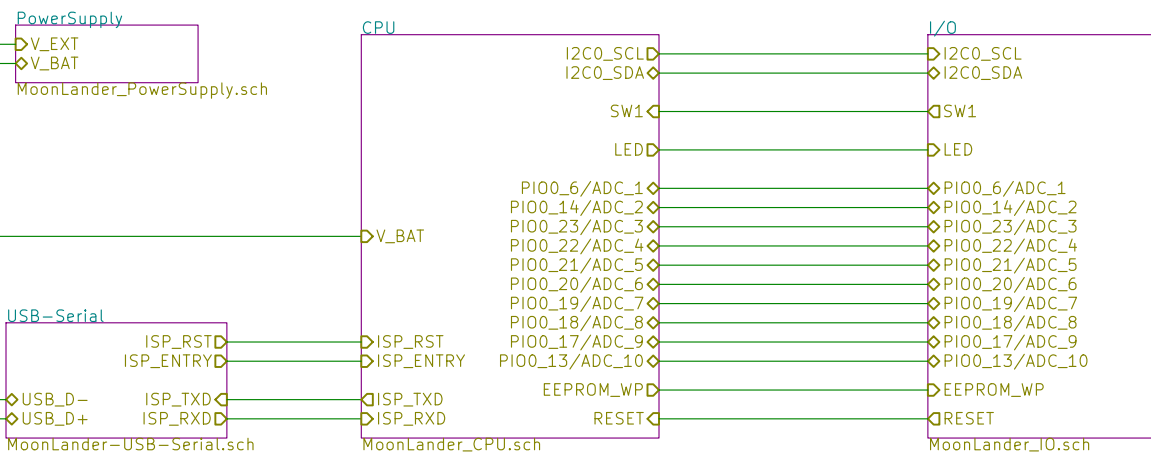 PowerSupply
V_EXT
V_BAT
MoonLander_PowerSupply.sch
USB-Serial
ISP_RST
ISP_ENTRY
USB_D-
ISP_TXD
USB_D+
ISP_RXD
MoonLander-USB-Serial.sch
CPU
I2C0_SCL
I2C0_SDA
SW1
LED
PIO0_6/ADC_1
PIO0_14/ADC_2
PIO0_23/ADC_3
V_BAT
PIO0_22/ADC_4
PIO0_21/ADC_5
PIO0_20/ADC_6
PIO0_19/ADC_7
PIO0_18/ADC_8
ISP_RST
PIO0_17/ADC_9
ISP_ENTRY
PIO0_13/ADC_10
EEPROM_WP
ISP_TXD
ISP_RXD
RESET
MoonLander_CPU.sch
I/O
I2C0_SCL
I2C0_SDA
SW1
LED
PIO0_6/ADC_1
PIO0_14/ADC_2
PIO0_23/ADC_3
PIO0_22/ADC_4
PIO0_21/ADC_5
PIO0_20/ADC_6
PIO0_19/ADC_7
PIO0_18/ADC_8
PIO0_17/ADC_9
PIO0_13/ADC_10
EEPROM_WP
RESET
MoonLander_IO.sch